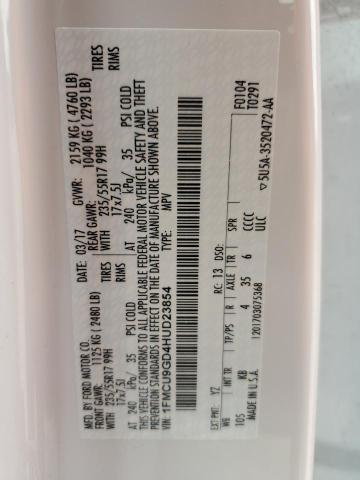 MFD. BY FORD MOTOR CO.
DATE: 03/17 GVWR: 2159 KG ( 4760 LB)
FRONT GAWR: 1125 KG ( 2480 LB) REAR GAWR: 1040 KG ( 2293 LB)
WITH 235/55R17 99H TIRES WITH 235/55R17 99H TIRES
17x7.5J RIMS 17x7.5J RIMS
AT 240 kPa/ 35 PSI COLD AT 240 kPa/ 35 PSI COLD
THIS VEHICLE CONFORMS TO ALL APPLICABLE FEDERAL MOTOR VEHICLE SAFETY AND THEFT
PREVENTION STANDARDS IN EFFECT ON THE DATE OF MANUFACTURE SHOWN ABOVE.
VIN: 1FMCU9GD4HUD23854
TYPE: MPV
F0104
T0291
EXT PNT: YZ RC: 13 DSO:
WB INT TR TP/PS R AXLE TR SPR
105 KB 4 35 6 CCCC
ULC
MADE IN U.S.A. 1201703075368
▽5U5A-3520472-AA